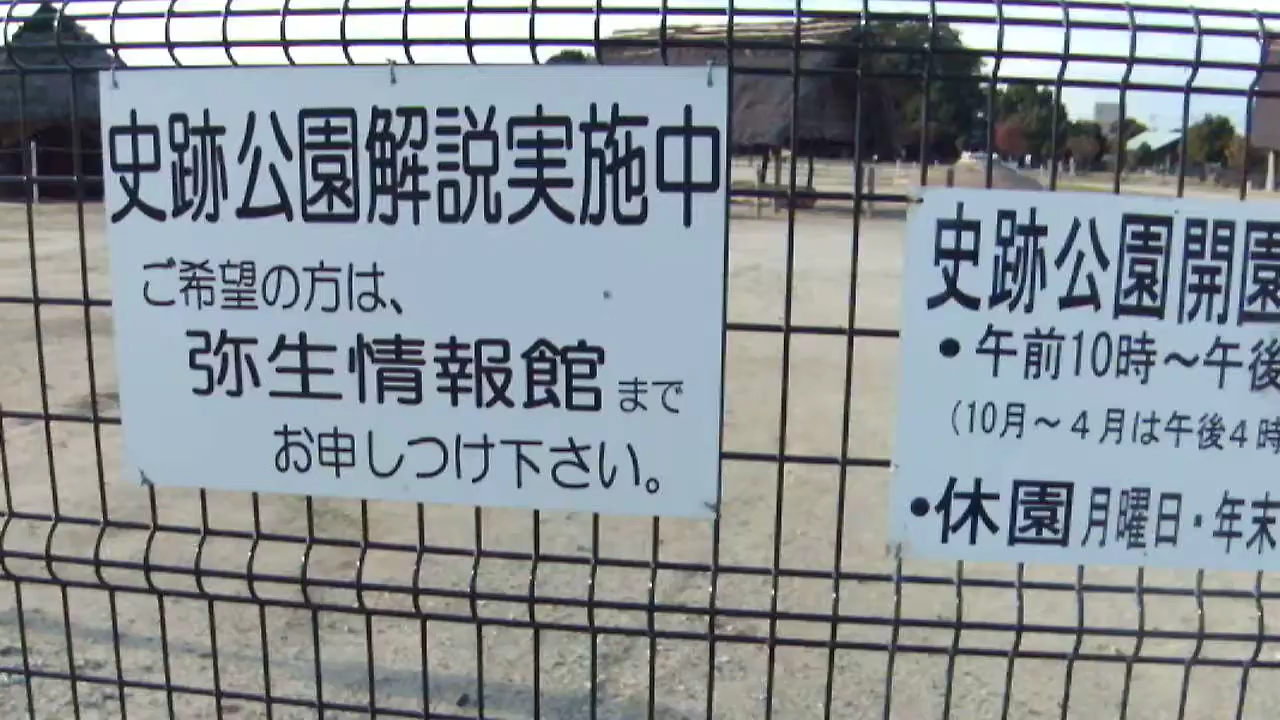 史跡公園解説実施中
ご希望の方は、
弥生情報館まで
お申しつけ下さい。
史跡公園開園
•午前10時～午後
(10月～4月は午後4時
•休園月曜日・年末